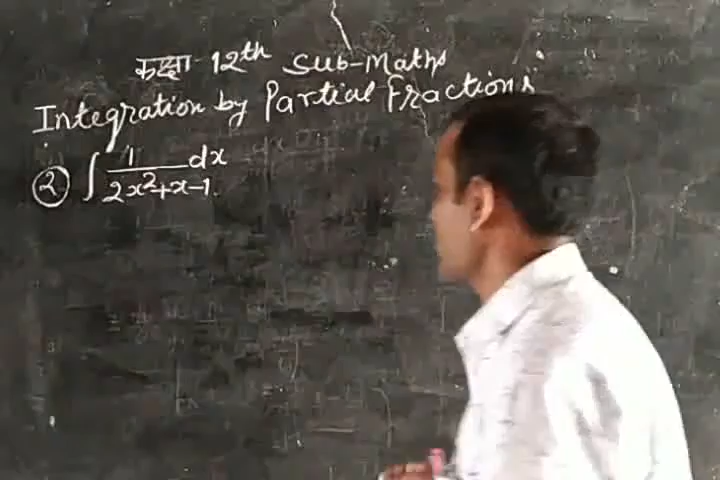 कक्षा - 12th Sub-Maths
Integration by Partial Fractions
② ∫ 1/(2x²+x-1) dx